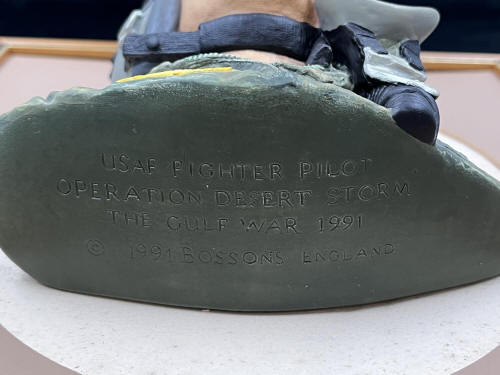 USAF FIGHTER PILOT
OPERATION DESERT STORM
THE GULF WAR 1991
© 1991 BOSSONS ENGLAND